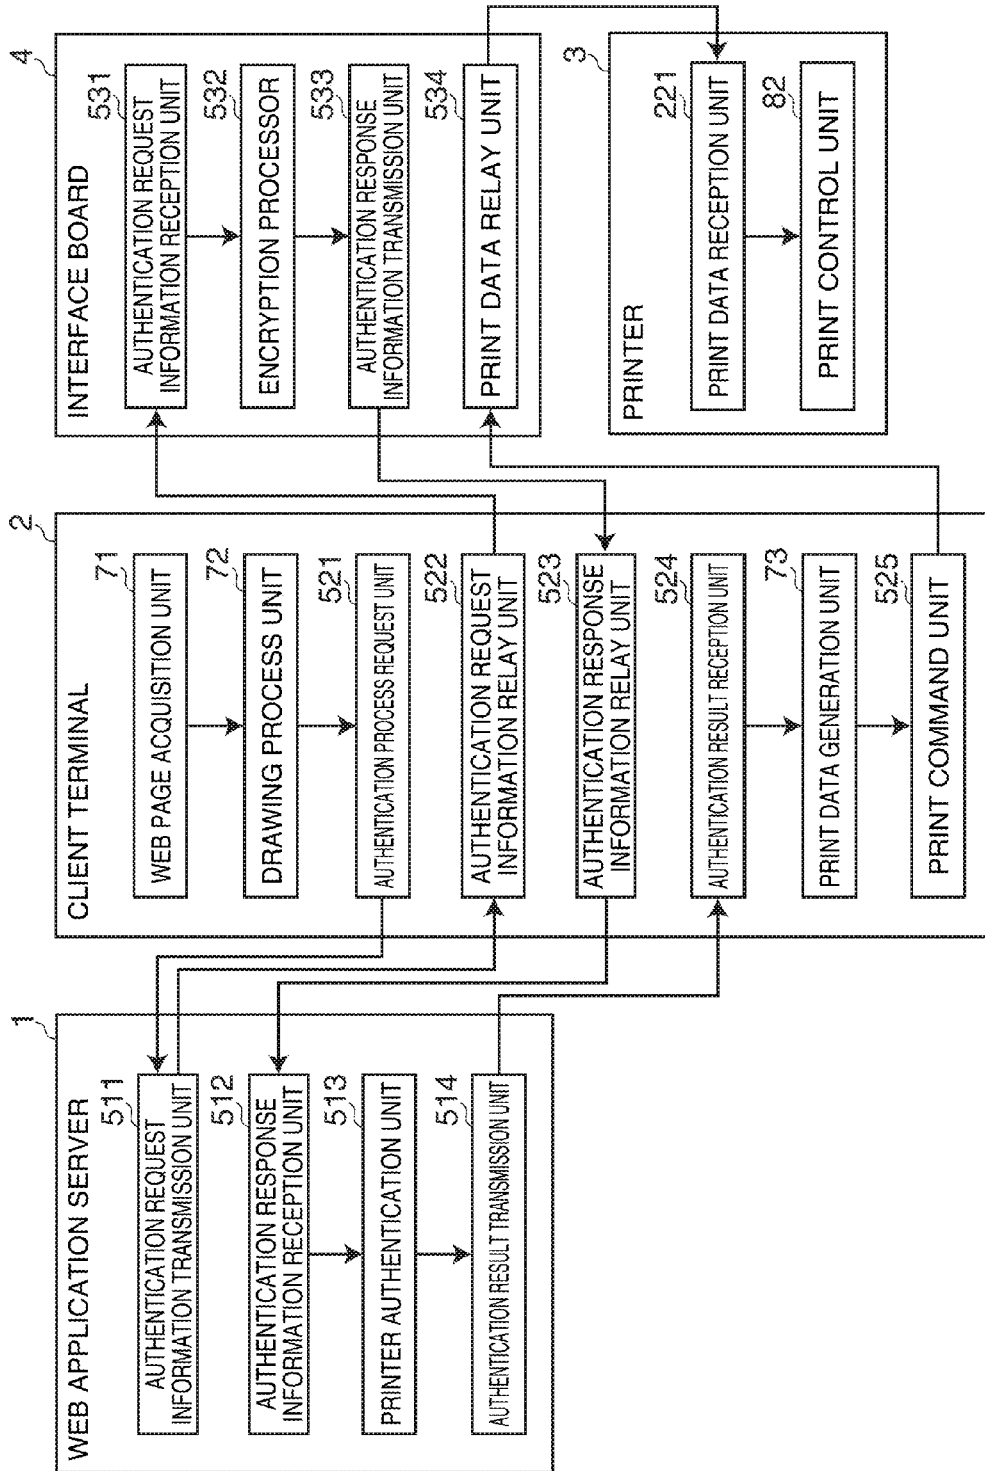 WEB APPLICATION SERVER
1
511
AUTHENTICATION REQUEST
INFORMATION TRANSMISSION UNIT
512
AUTHENTICATION RESPONSE
INFORMATION RECEPTION UNIT
513
PRINTER AUTHENTICATION UNIT
514
AUTHENTICATION RESULT TRANSMISSION UNIT
CLIENT TERMINAL
2
71
WEB PAGE ACQUISITION UNIT
72
DRAWING PROCESS UNIT
521
AUTHENTICATION PROCESS REQUEST UNIT
522
AUTHENTICATION REQUEST
INFORMATION RELAY UNIT
523
AUTHENTICATION RESPONSE
INFORMATION RELAY UNIT
524
AUTHENTICATION RESULT RECEPTION UNIT
73
PRINT DATA GENERATION UNIT
525
PRINT COMMAND UNIT
INTERFACE BOARD
4
531
AUTHENTICATION REQUEST
INFORMATION RECEPTION UNIT
532
ENCRYPTION PROCESSOR
533
AUTHENTICATION RESPONSE
INFORMATION TRANSMISSION UNIT
534
PRINT DATA RELAY UNIT
PRINTER
3
221
PRINT DATA RECEPTION UNIT
82
PRINT CONTROL UNIT